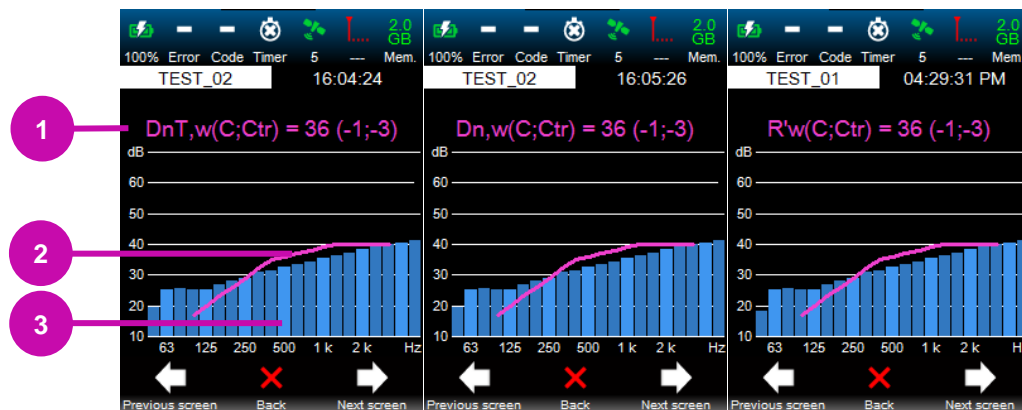 2.0
GB
100% Error Code Timer 5 --- Mem.
TEST_02 16:04:24
DnT,w(C;Ctr) = 36 (-1;-3)
dB
60
50
40
30
20
10
63 125 250 500 1 k 2 k Hz
Previous screen Back Next screen
2.0
GB
100% Error Code Timer 5 --- Mem.
TEST_02 16:05:26
Dn,w(C;Ctr) = 36 (-1;-3)
dB
60
50
40
30
20
10
63 125 250 500 1 k 2 k Hz
Previous screen Back Next screen
2.0
GB
100% Error Code Timer 5 --- Mem
TEST_01 04:29:31 PM
R'w(C;Ctr) = 36 (-1;-3)
dB
60
50
40
30
20
10
63 125 250 500 1 k 2 k H
Previous screen Back Next screen
1
2
3